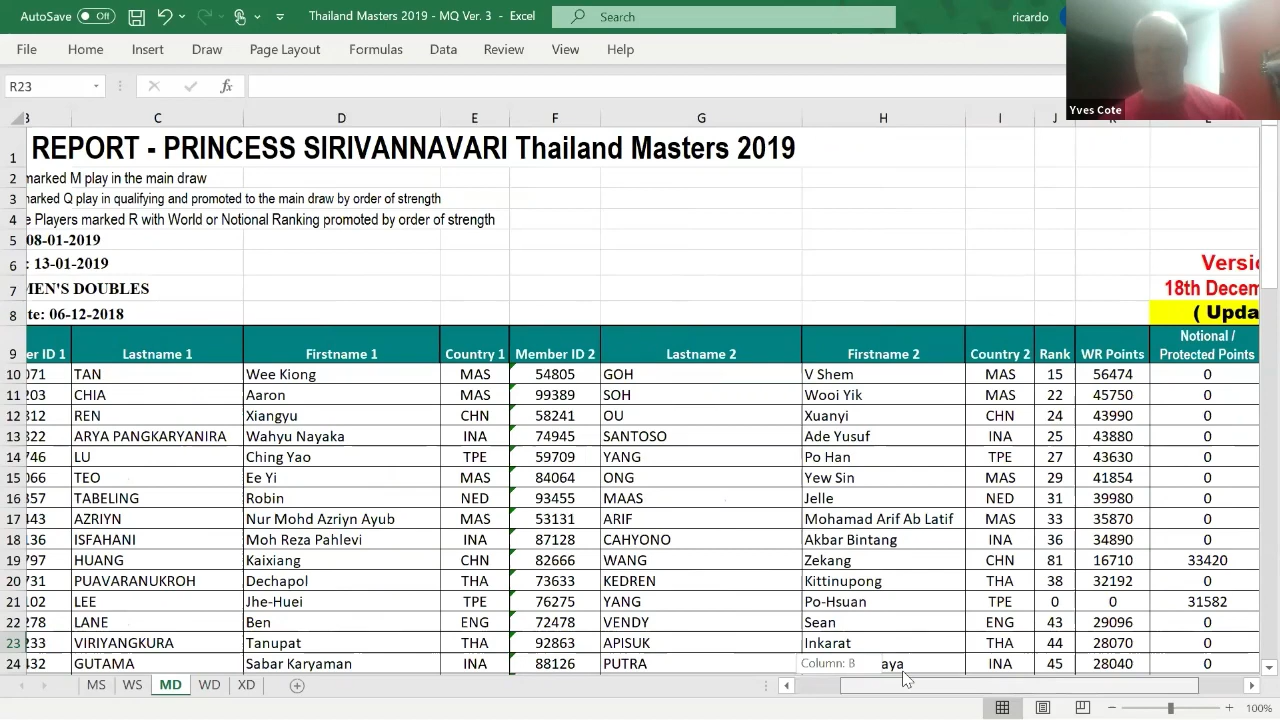 AutoSave Off Thailand Masters 2019 - MQ Ver. 3 - Excel Search ricardo
File Home Insert Draw Page Layout Formulas Data Review View Help
R23 fx
Yves Cote
C D E F G H I J K
1 REPORT - PRINCESS SIRIVANNAVARI Thailand Masters 2019
2 marked M play in the main draw
3 arked Q play in qualifying and promoted to the main draw by order of strength
4 e Players marked R with World or Notional Ranking promoted by order of strength
5 08-01-2019
6 : 13-01-2019 Versio
7 MEN'S DOUBLES 18th Decem
8 te: 06-12-2018 ( Upda
9 er ID 1 Lastname 1 Firstname 1 Country 1 Member ID 2 Lastname 2 Firstname 2 Country 2 Rank WR Points Notional / Protected Points
10 071 TAN Wee Kiong MAS 54805 GOH V Shem MAS 15 56474 0
11 203 CHIA Aaron MAS 99389 SOH Wooi Yik MAS 22 45750 0
12 312 REN Xiangyu CHN 58241 OU Xuanyi CHN 24 43990 0
13 322 ARYA PANGKARYANIRA Wahyu Nayaka INA 74945 SANTOSO Ade Yusuf INA 25 43880 0
14 746 LU Ching Yao TPE 59709 YANG Po Han TPE 27 43630 0
15 066 TEO Ee Yi MAS 84064 ONG Yew Sin MAS 29 41854 0
16 357 TABELING Robin NED 93455 MAAS Jelle NED 31 39980 0
17 443 AZRIYN Nur Mohd Azriyn Ayub MAS 53131 ARIF Mohamad Arif Ab Latif MAS 33 35870 0
18 136 ISFAHANI Moh Reza Pahlevi INA 87128 CAHYONO Akbar Bintang INA 36 34890 0
19 797 HUANG Kaixiang CHN 82666 WANG Zekang CHN 81 16710 33420
20 731 PUAVARANUKROH Dechapol THA 73633 KEDREN Kittinupong THA 38 32192 0
21 102 LEE Jhe-Huei TPE 76275 YANG Po-Hsuan TPE 0 0 31582
22 278 LANE Ben ENG 72478 VENDY Sean ENG 43 29096 0
23 233 VIRIYANGKURA Tanupat THA 92863 APISUK Inkarat THA 44 28070 0
24 432 GUTAMA Sabar Karyaman INA 88126 PUTRA Column: B aya INA 45 28040 0
MS WS MD WD XD
100%